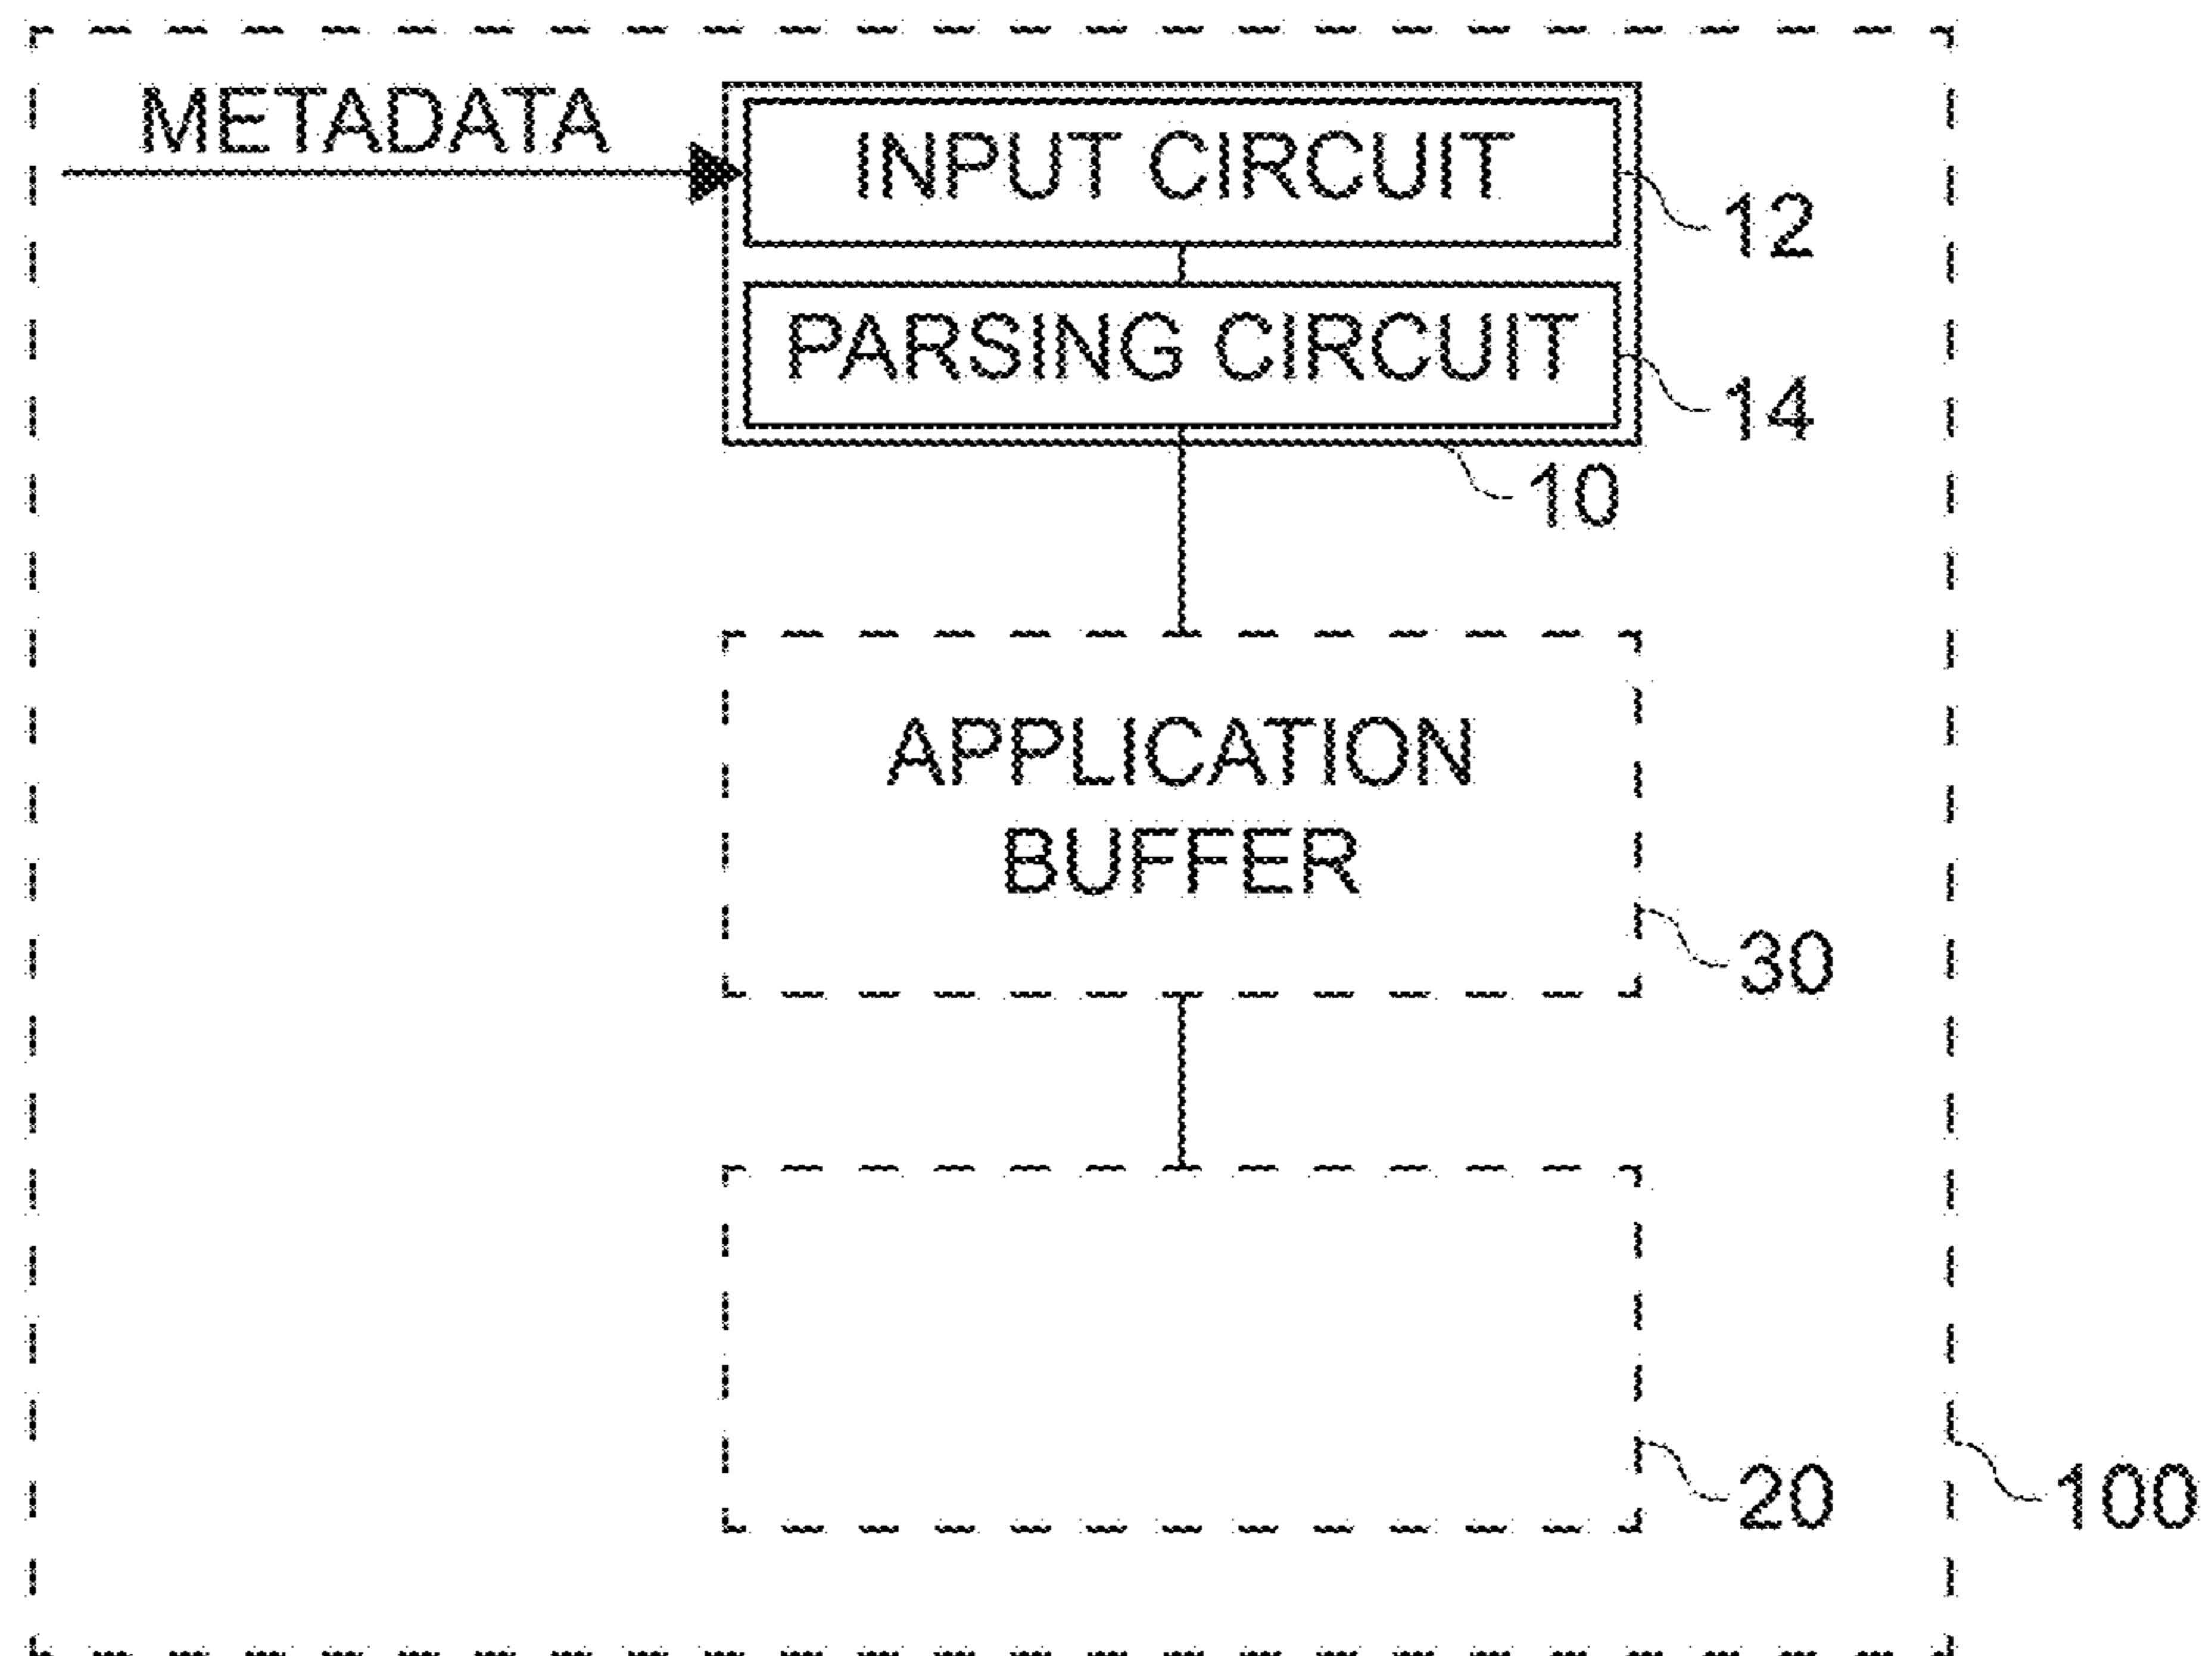 METADATA
INPUT CIRCUIT
12
PARSING CIRCUIT
14
10
APPLICATION
BUFFER
30
20
100